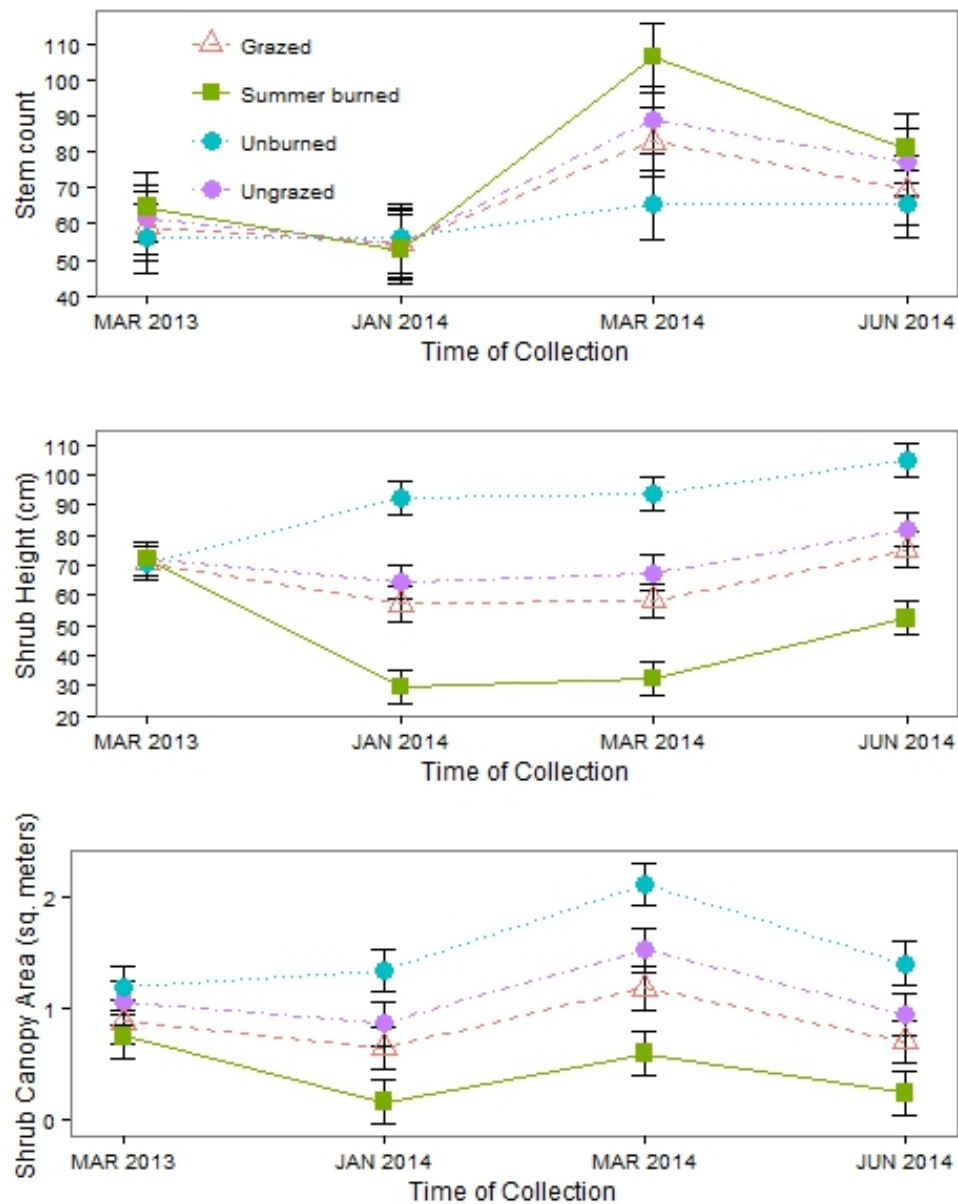 110
100
90
80
70
60
50
40
Stem count
Grazed
Summer burned
Unburned
Ungrazed
MAR 2013 JAN 2014 MAR 2014 JUN 2014
Time of Collection
110
100
90
80
70
60
50
40
30
20
Shrub Height (cm)
MAR 2013 JAN 2014 MAR 2014 JUN 2014
Time of Collection
2
1
0
Shrub Canopy Area (sq. meters)
MAR 2013 JAN 2014 MAR 2014 JUN 2014
Time of Collection